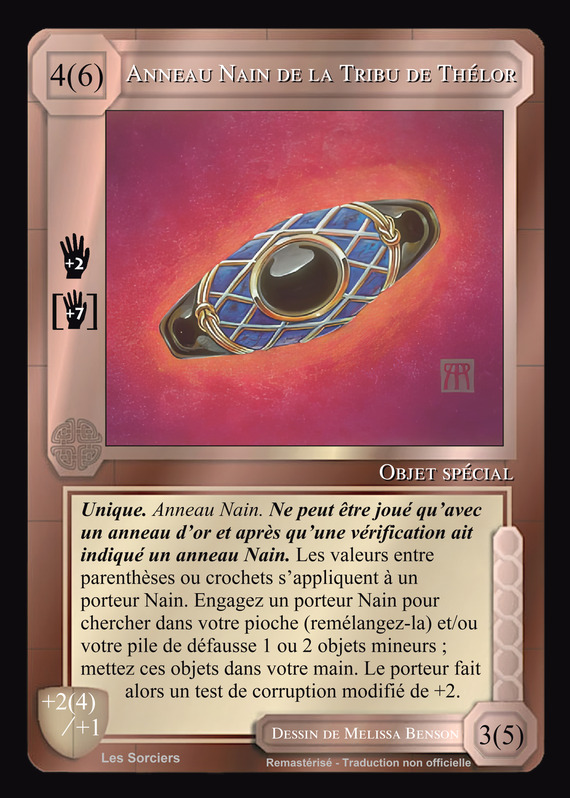 4(6)
Anneau Nain de la Tribu de Thélor
+2
[+7]
Objet spécial
Unique. Anneau Nain. Ne peut être joué qu’avec
un anneau d’or et après qu’une vérification ait
indiqué un anneau Nain. Les valeurs entre
parenthèses ou crochets s’appliquent à un
porteur Nain. Engagez un porteur Nain pour
chercher dans votre pioche (remélangez-la) et/ou
votre pile de défausse 1 ou 2 objets mineurs ;
mettez ces objets dans votre main. Le porteur fait
alors un test de corruption modifié de +2.
+2(4)
/+1
Dessin de Melissa Benson
3(5)
Les Sorciers
Remastérisé - Traduction non officielle